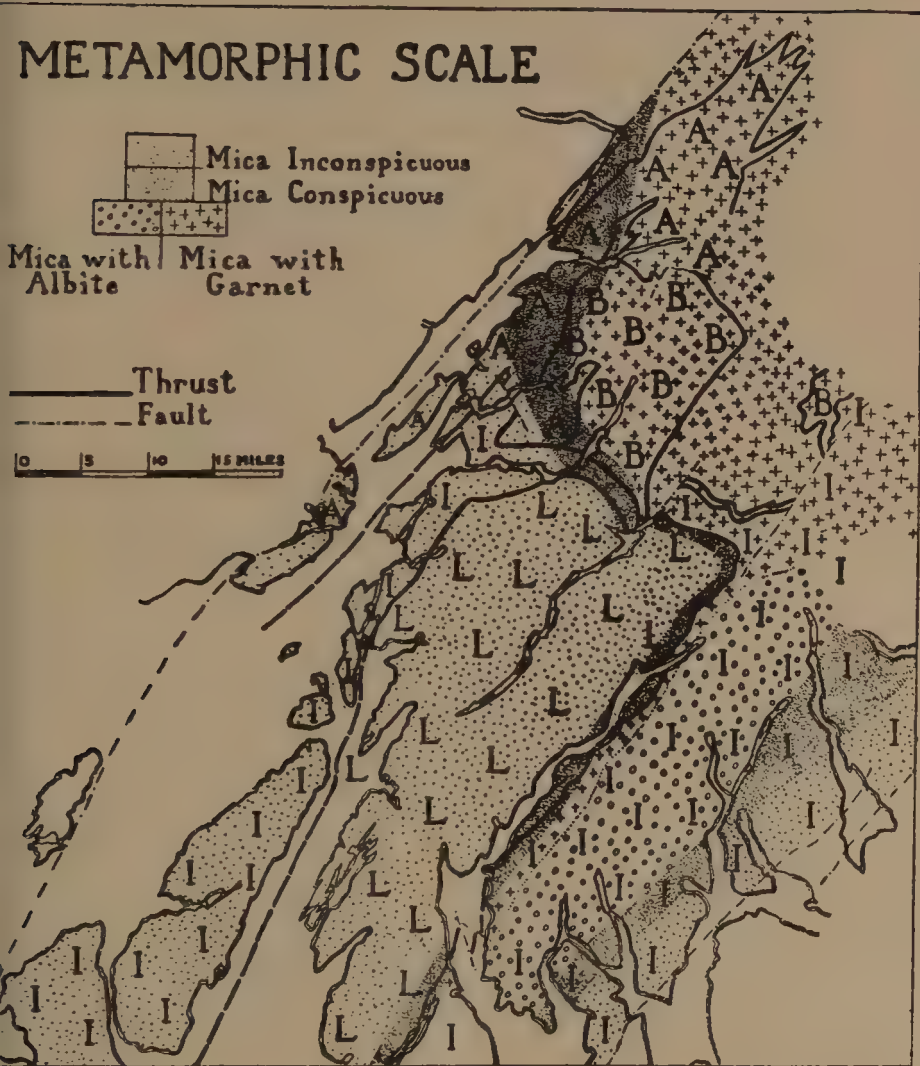 METAMORPHIC SCALE
Mica Inconspicuous
Mica Conspicuous
Mica with Albite
Mica with Garnet
Thrust
Fault
0 5 10 15 MILES
A
A
A A
A
A A
A B B
A B B B
B B
A I B I
B
I L I I
A L L I I
L L I
I L L I
L L I I I
I L I I
L L I I I
I L I I I
I L I I I
I I L I I
I I L I I
I I L I I
I I L I